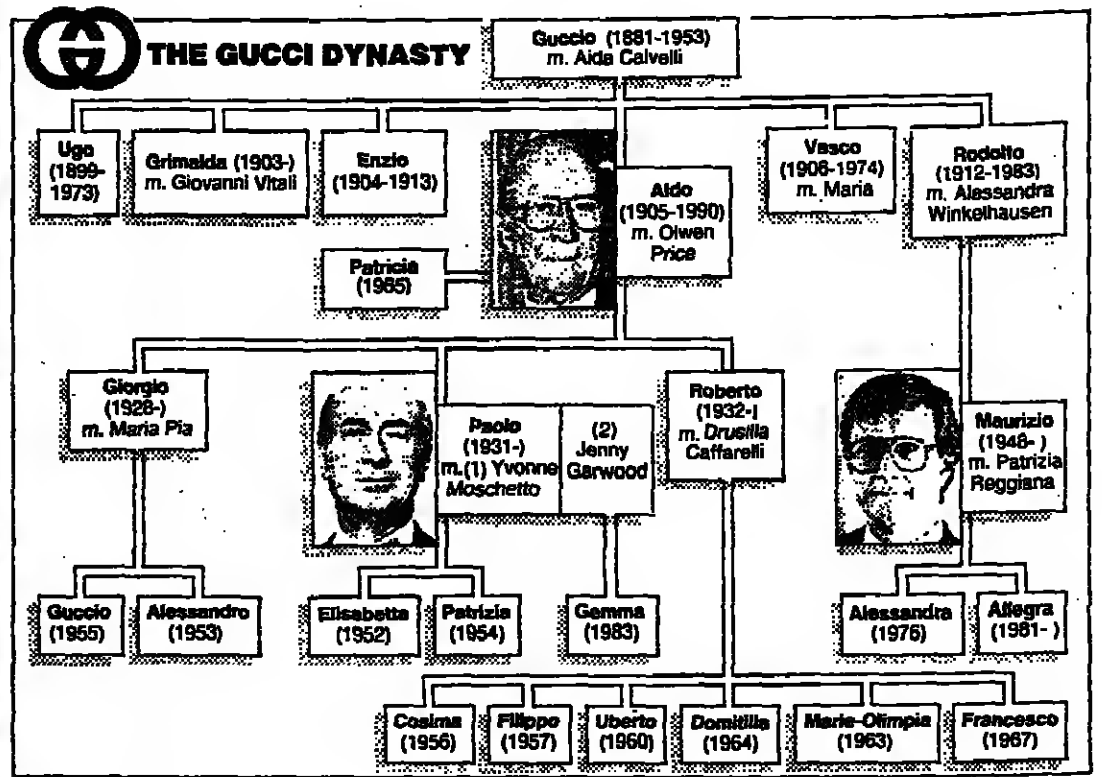 THE GUCCI DYNASTY
Guccio (1881-1953)
m. Aida Calvelli
Ugo
(1899-
1973)
Grimalda (1903-)
m. Giovanni Vitali
Enzio
(1904-1913)
Aldo
(1905-1990)
m. Olwen
Price
Vasco
(1906-1974)
m. Maria
Rodolfo
(1912-1983)
m. Alessandra
Winkelhausen
Patricia
(1965)
Giorgio
(1928-)
m. Maria Pia
Paolo
(1931-)
m.(1) Yvonne
Moschetto
(2)
Jenny
Garwood
Roberto
(1932-)
m. Drusilla
Caffarelli
Maurizio
(1948- )
m. Patrizia
Reggiana
Guccio
(1955)
Alessandro
(1953)
Elisabetta
(1952)
Patrizia
(1954)
Gemma
(1983)
Alessandra
(1976)
Allegra
(1981- )
Cosima
(1956)
Filippo
(1957)
Uberto
(1960)
Domitilla
(1964)
Marie-Olimpia
(1963)
Francesco
(1967)